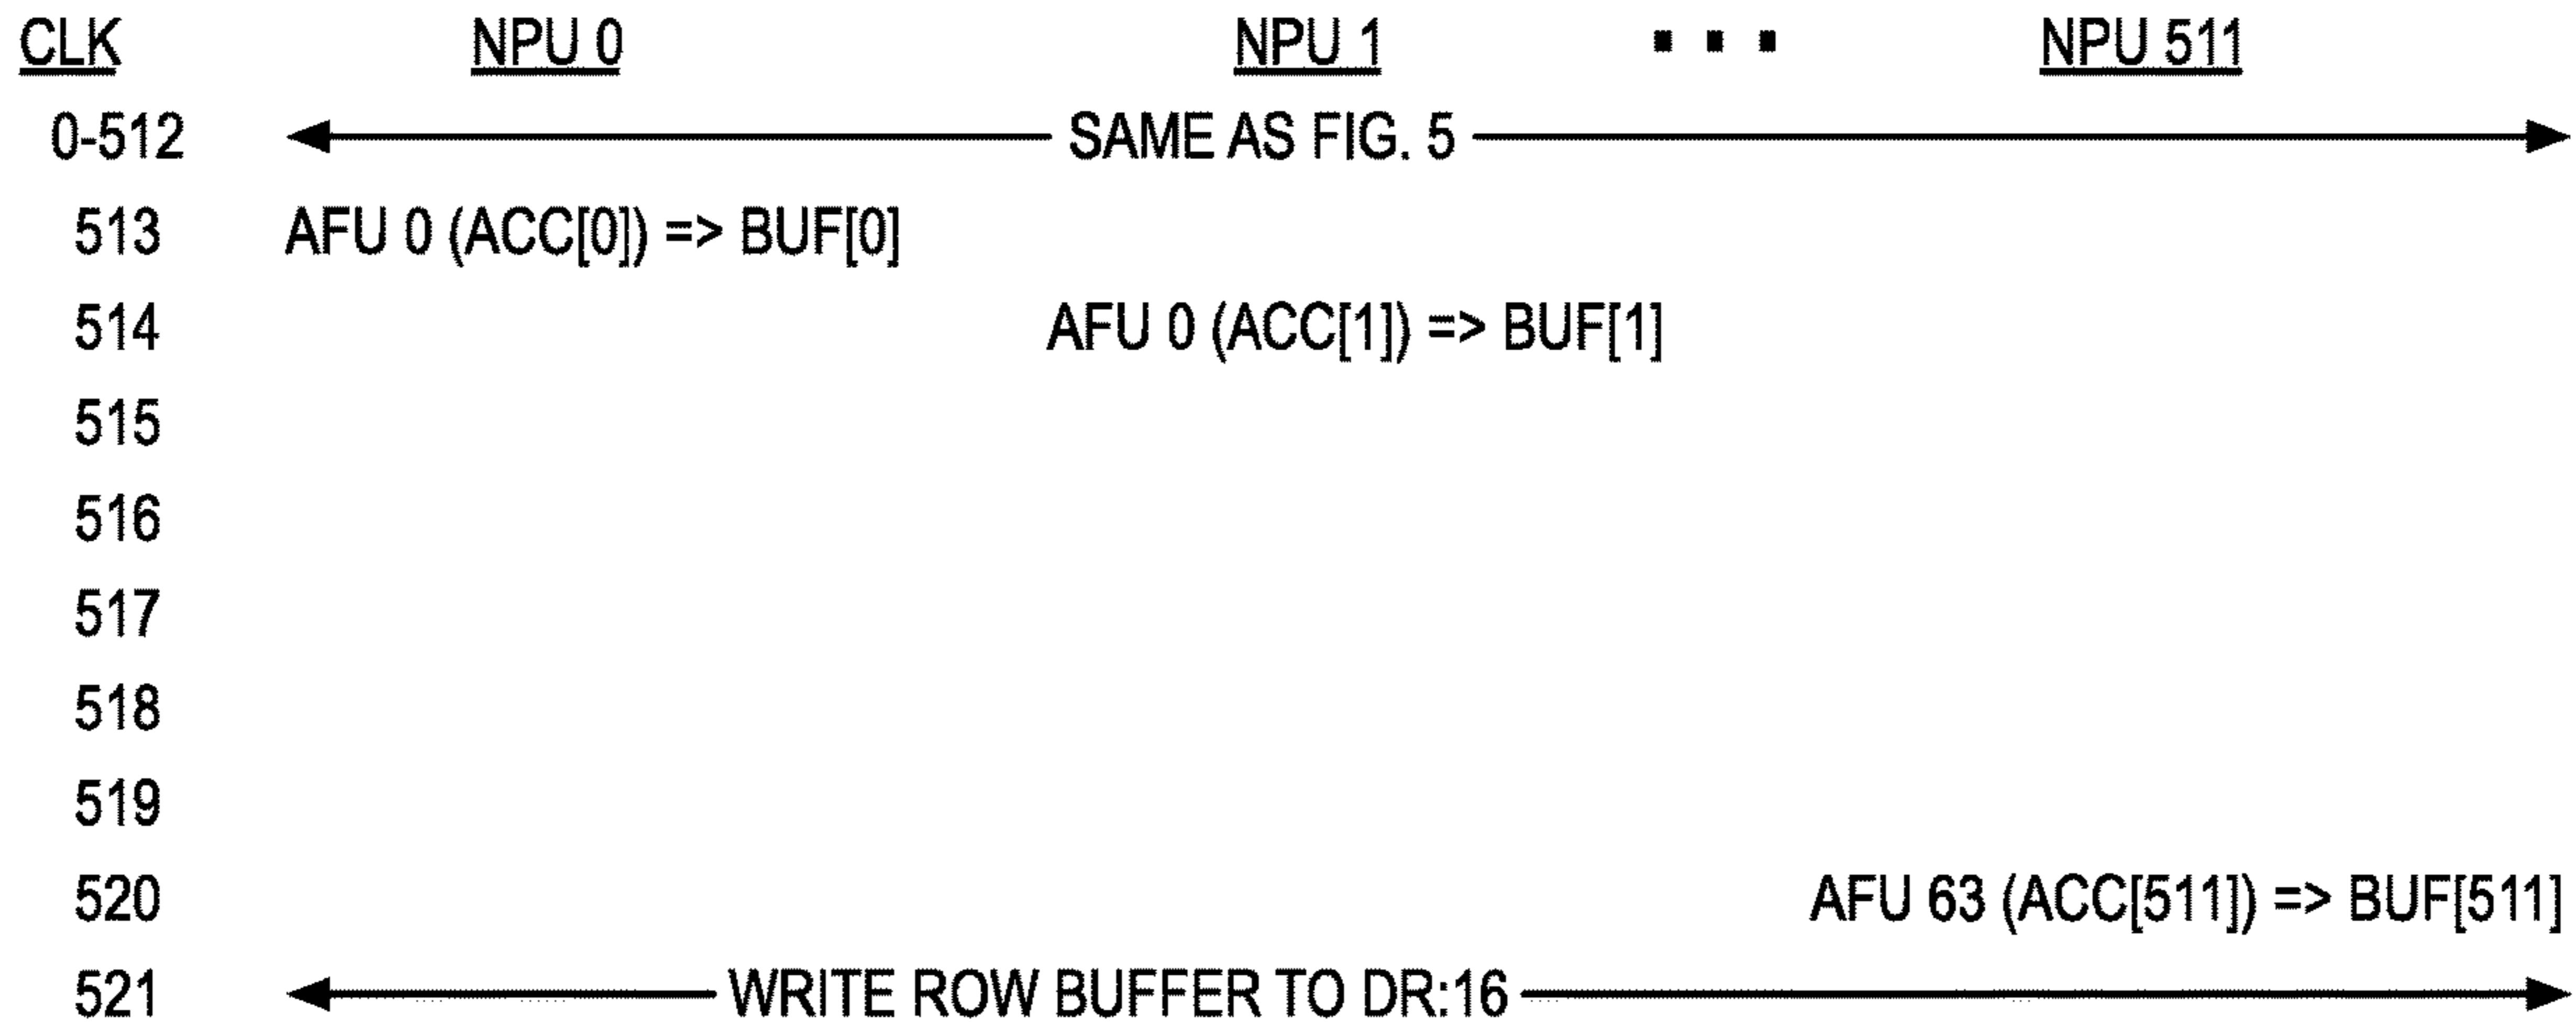 CLK NPU 0 NPU 1 ... NPU 511
0-512 SAME AS FIG. 5
513 AFU 0 (ACC[0]) => BUF[0]
514 AFU 0 (ACC[1]) => BUF[1]
515
516
517
518
519
520 AFU 63 (ACC[511]) => BUF[511]
521 WRITE ROW BUFFER TO DR:16